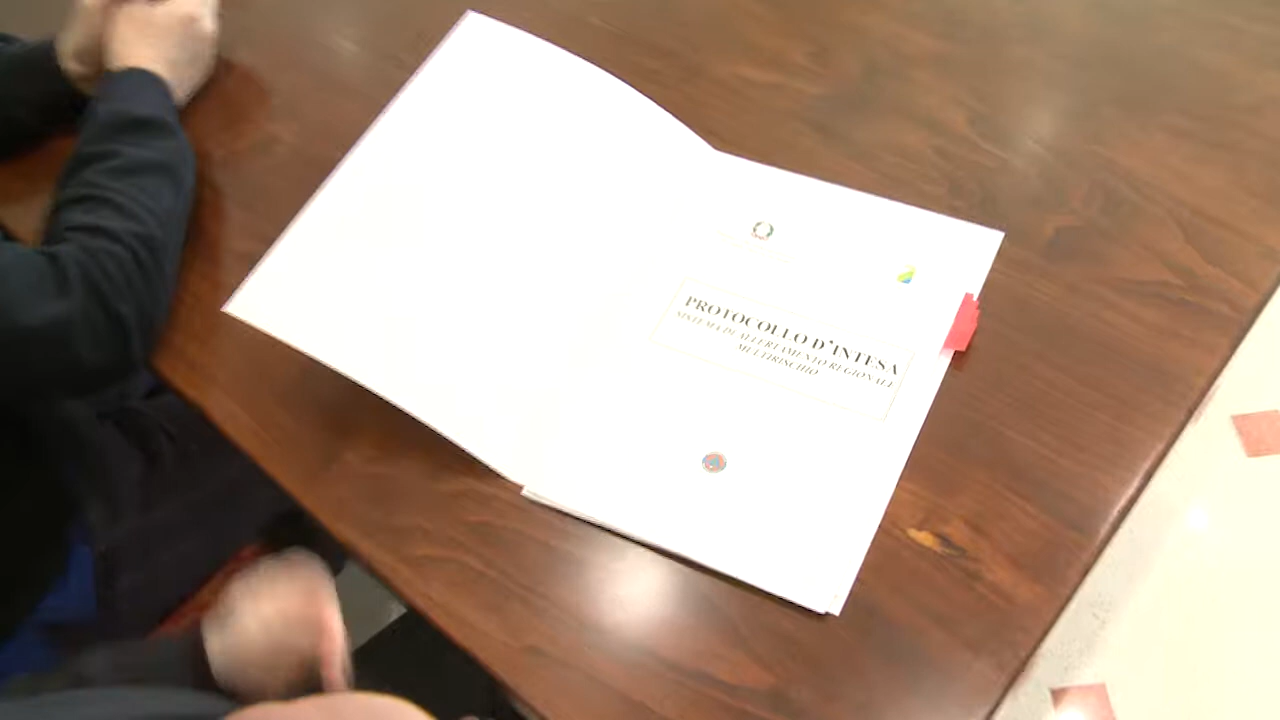 PROTOCOLLO D'INTESA
SISTEMA DI ALLERTAMENTO REGIONALE
MULTIRISCHIO